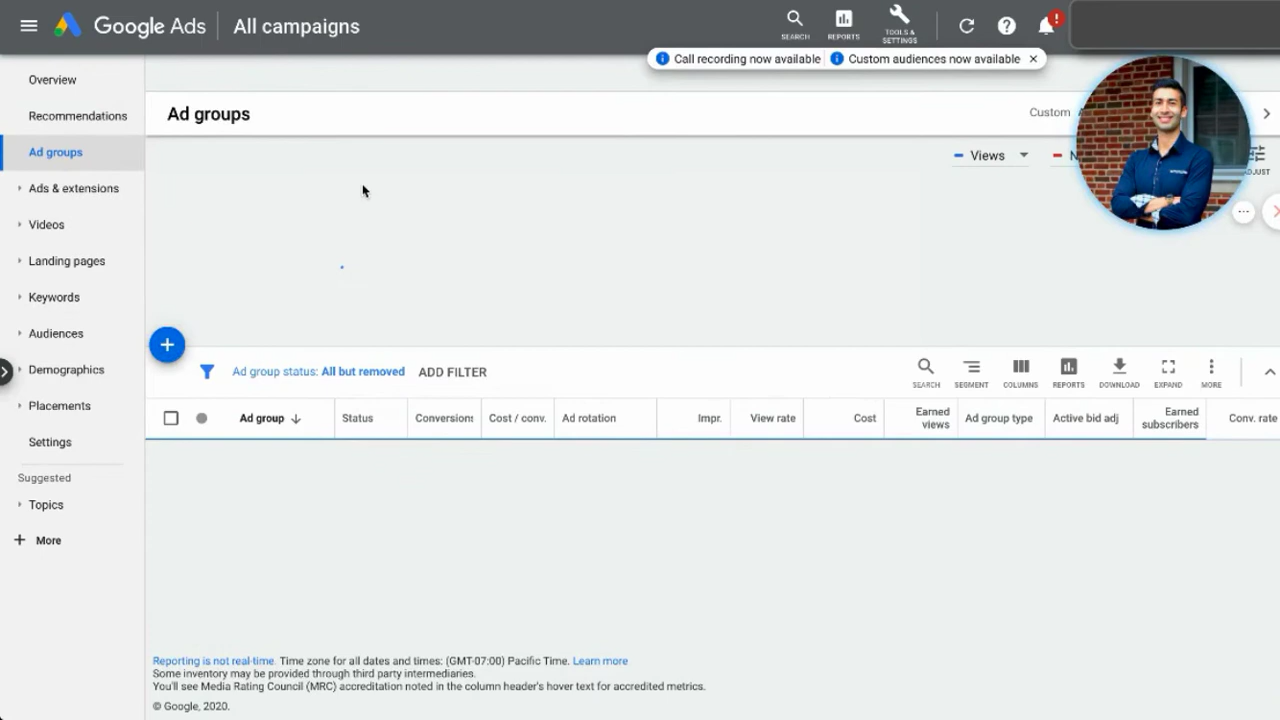 Google Ads
All campaigns
SEARCH
REPORTS
TOOLS &
SETTINGS
!
Call recording now available
Custom audiences now available
Overview
Recommendations
Ad groups
Ads & extensions
Videos
Landing pages
Keywords
Audiences
Demographics
Placements
Settings
Suggested
Topics
More
Ad groups
Custom
Views
Ad group status: All but removed
ADD FILTER
SEARCH
SEGMENT
COLUMNS
REPORTS
DOWNLOAD
EXPAND
MORE
Ad group
Status
Conversions
Cost / conv.
Ad rotation
Impr.
View rate
Cost
Earned
views
Ad group type
Active bid adj
Earned
subscribers
Conv. rate
Reporting is not real-time. Time zone for all dates and times: (GMT-07:00) Pacific Time. Learn more
Some inventory may be provided through third party intermediaries.
You'll see Media Rating Council (MRC) accreditation noted in the column header's hover text for accredited metrics.
© Google, 2020.